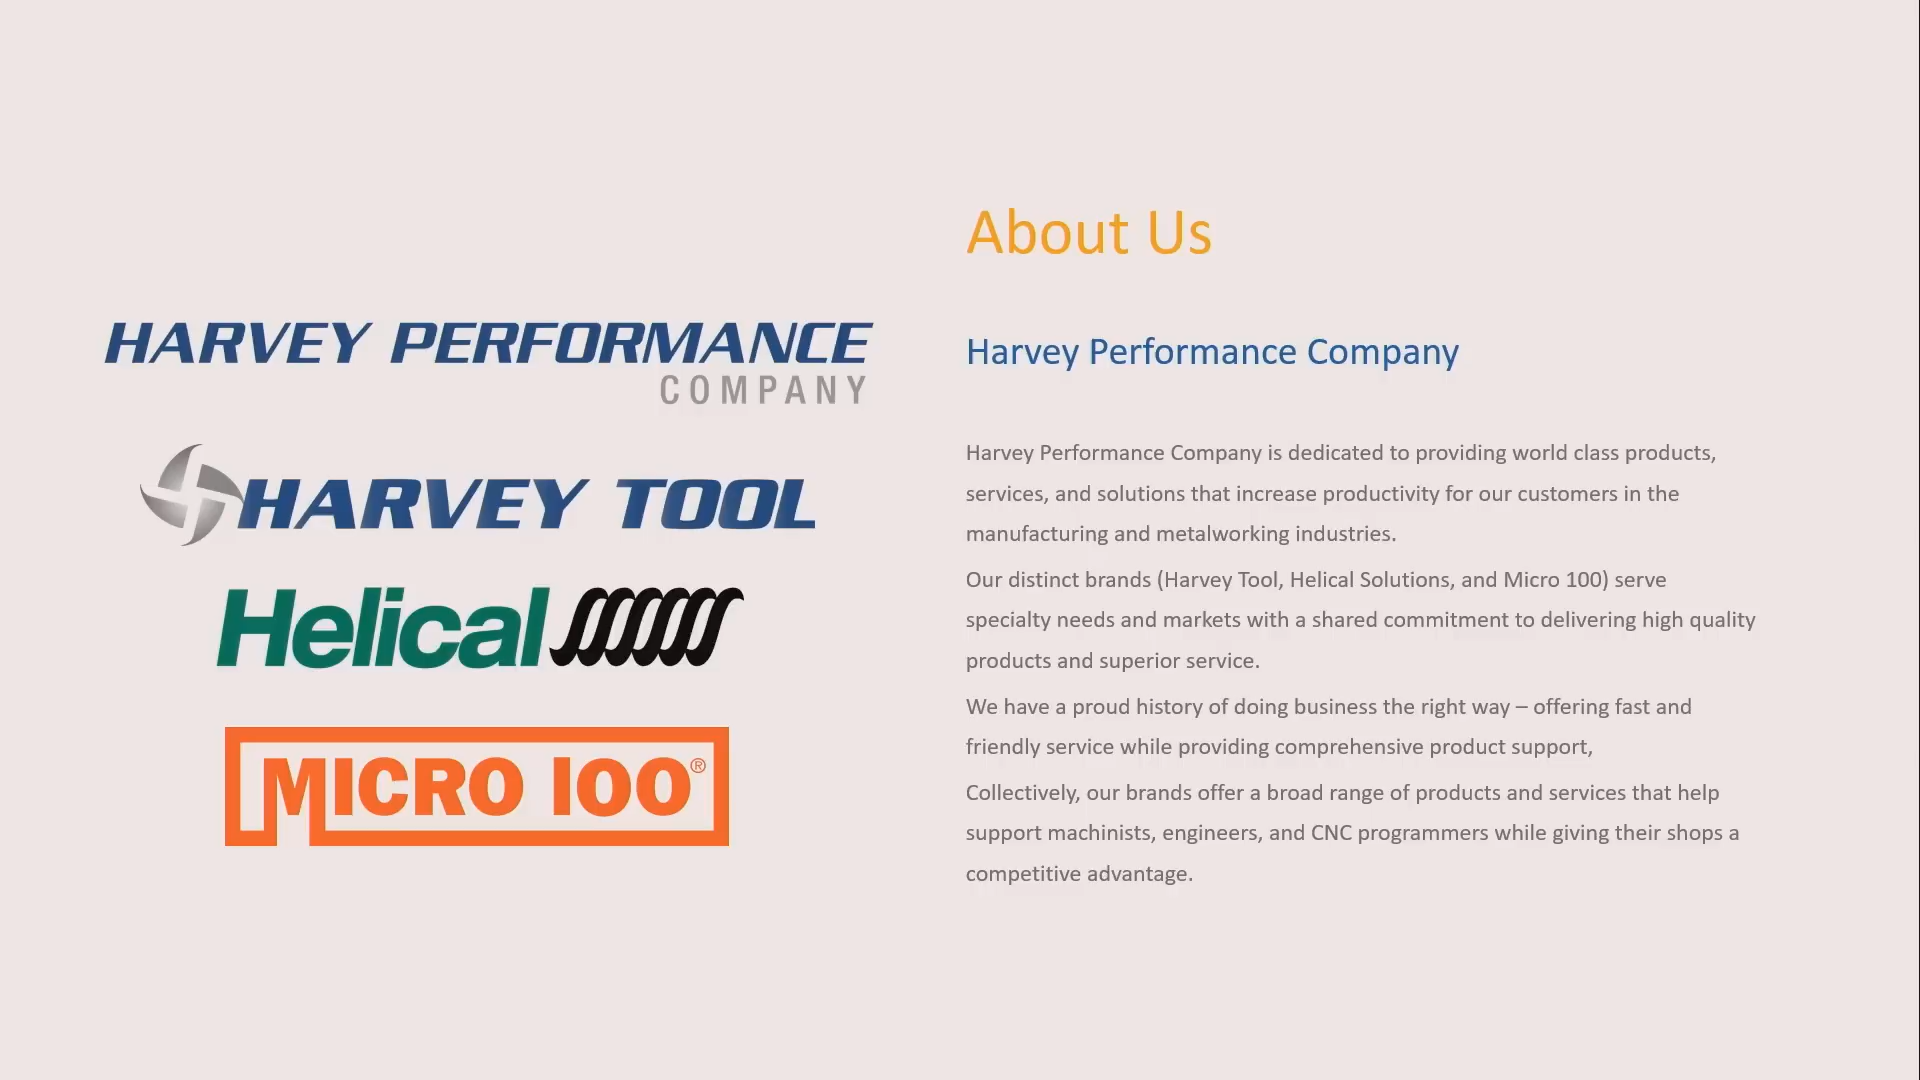 HARVEY PERFORMANCE
COMPANY
HARVEY TOOL
Helical
MICRO 100®
About Us
Harvey Performance Company
Harvey Performance Company is dedicated to providing world class products,
services, and solutions that increase productivity for our customers in the
manufacturing and metalworking industries.
Our distinct brands (Harvey Tool, Helical Solutions, and Micro 100) serve
specialty needs and markets with a shared commitment to delivering high quality
products and superior service.
We have a proud history of doing business the right way – offering fast and
friendly service while providing comprehensive product support,
Collectively, our brands offer a broad range of products and services that help
support machinists, engineers, and CNC programmers while giving their shops a
competitive advantage.